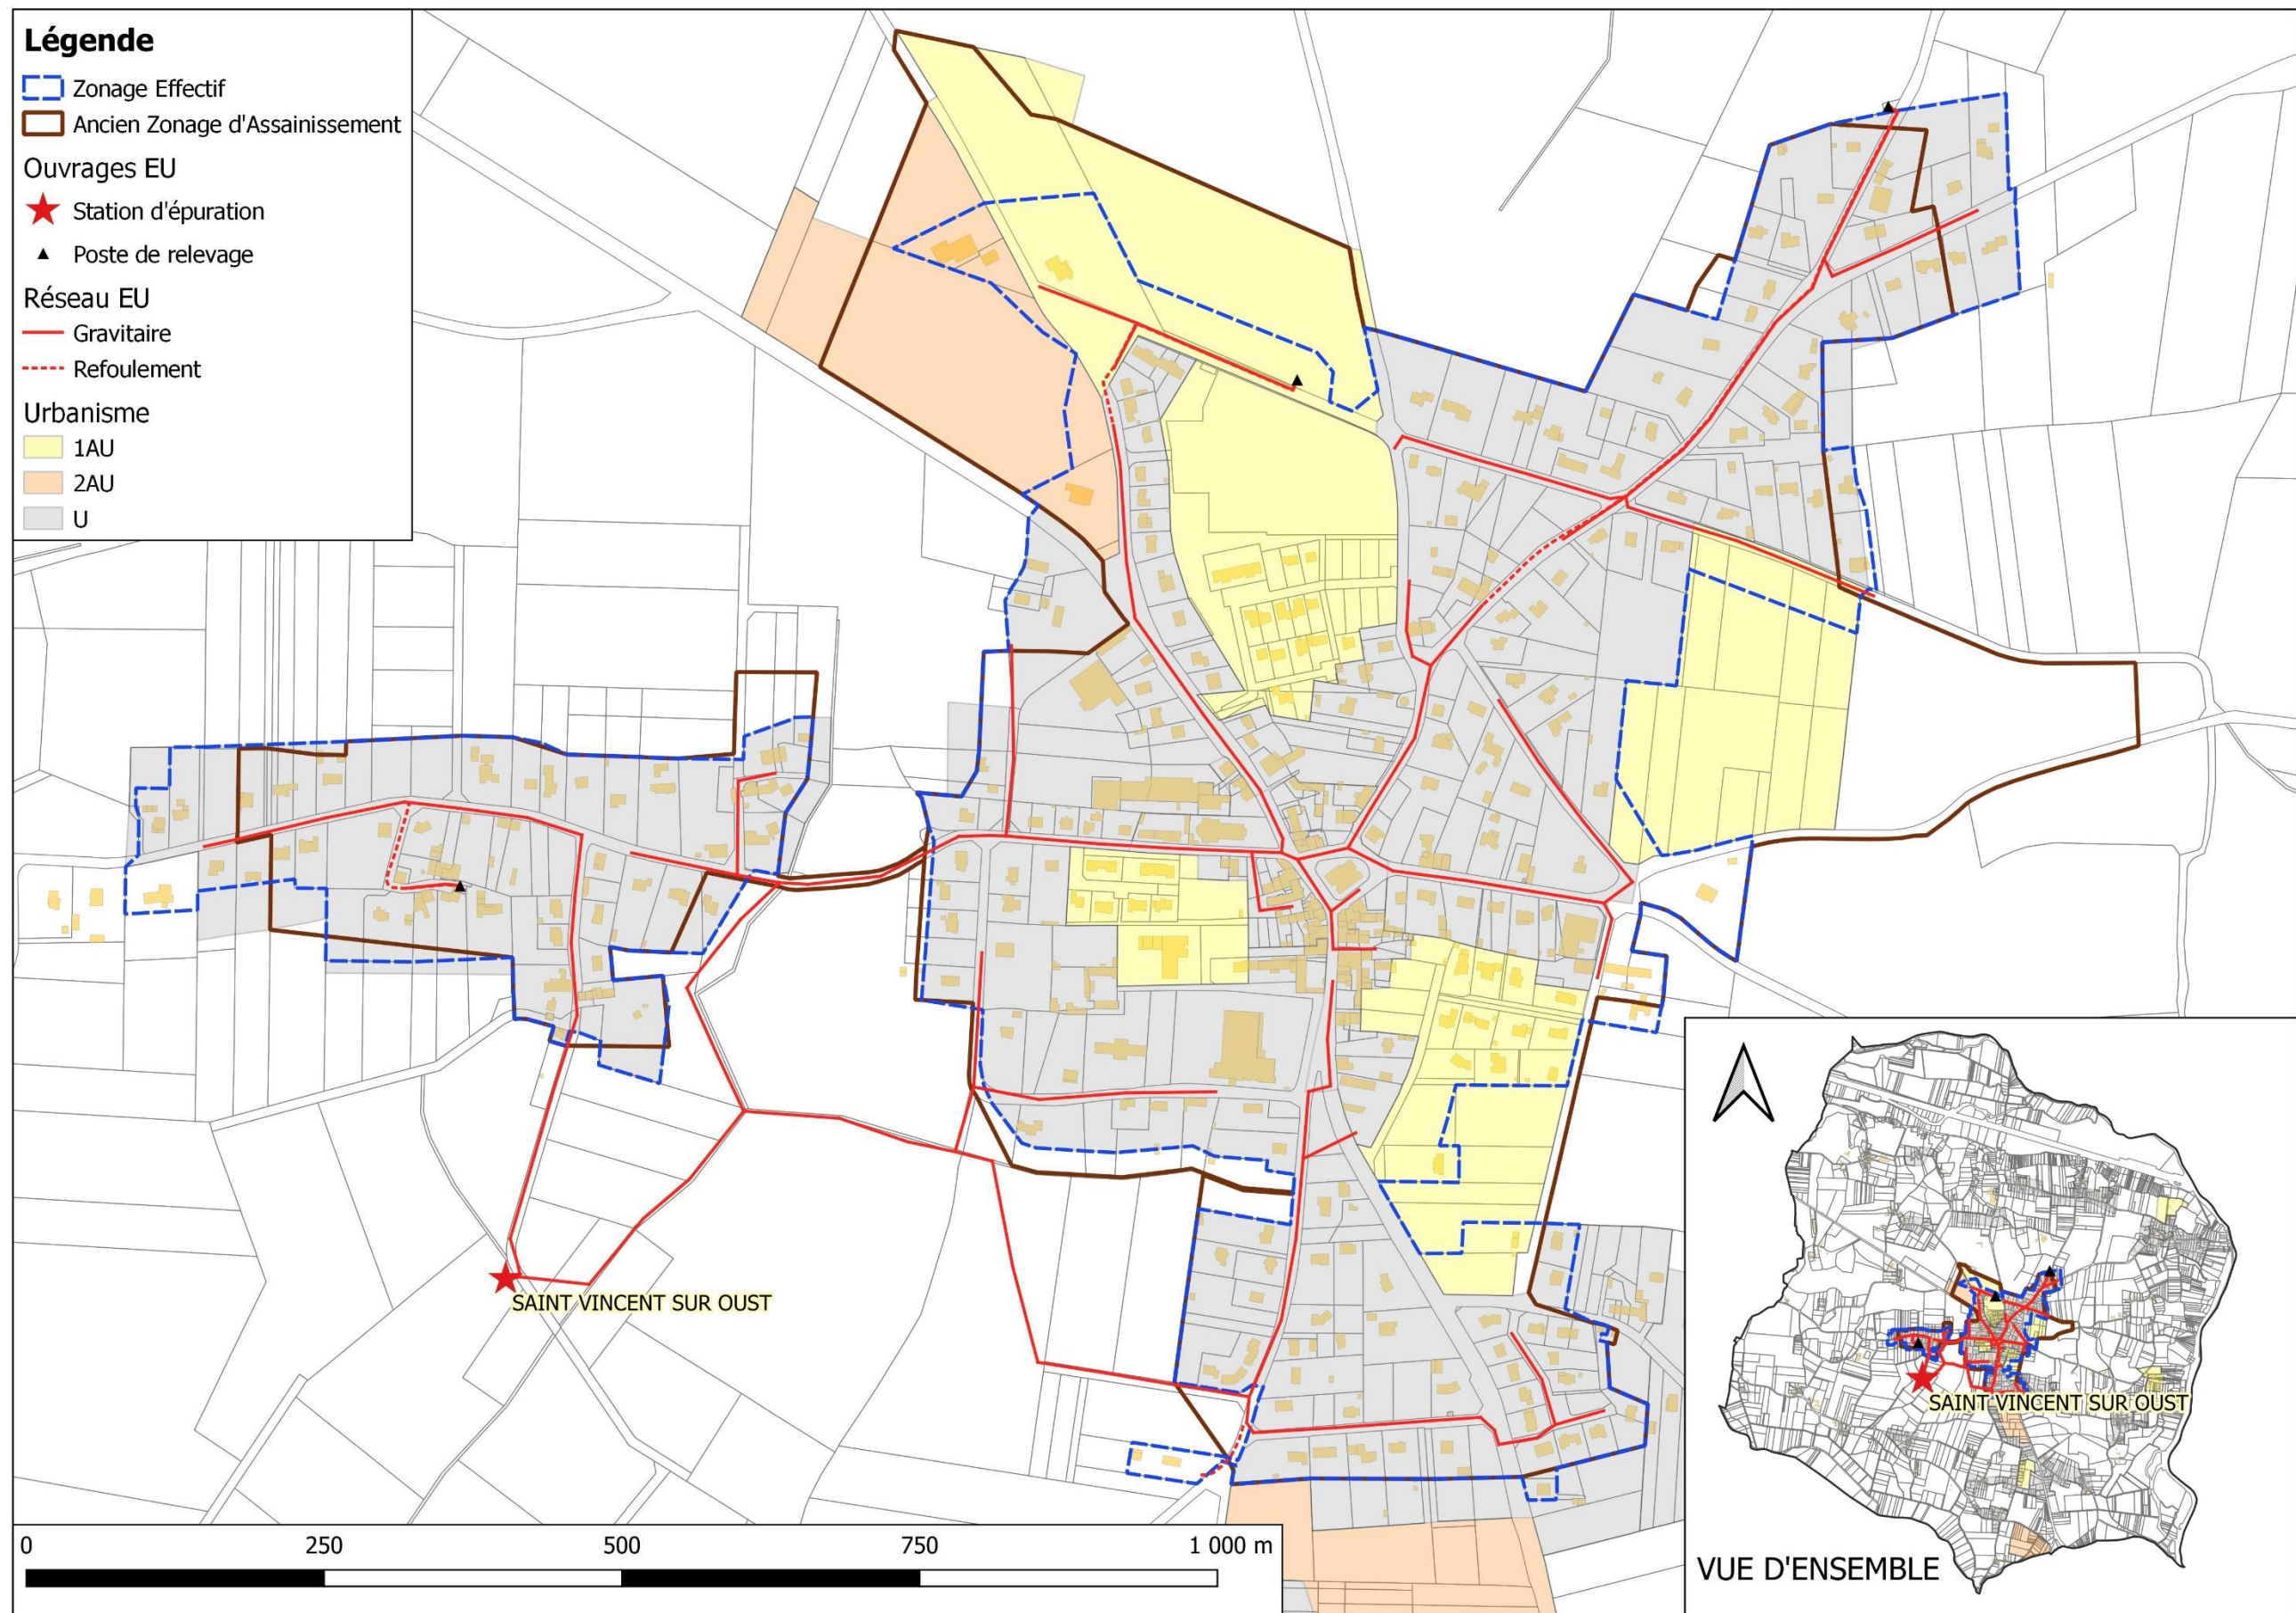 Légende
Zonage Effectif
Ancien Zonage d'Assainissement
Ouvrages EU
Station d'épuration
Poste de relevage
Réseau EU
Gravitaire
Refoulement
Urbanisme
1AU
2AU
U
SAINT VINCENT SUR OUST
SAINT VINCENT SUR OUST
VUE D'ENSEMBLE
0 250 500 750 1 000 m